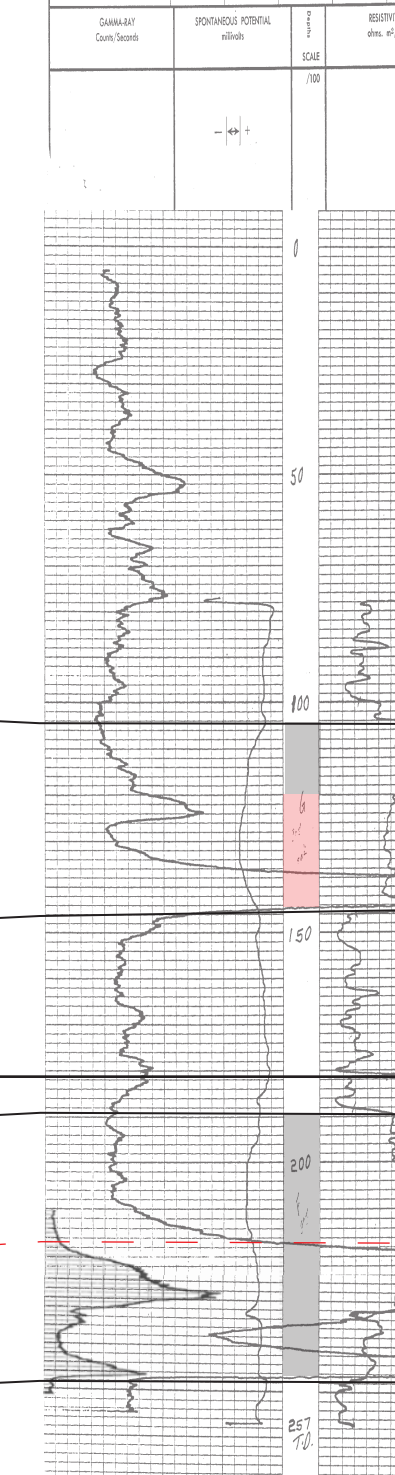 GAMMA-RAY
Counts/Seconds
SPONTANEOUS POTENTIAL
millivolts
Depths
SCALE
/100
RESISTIVI
ohms. m²/
− +
0
50
100
G
150
200
257
T.D.